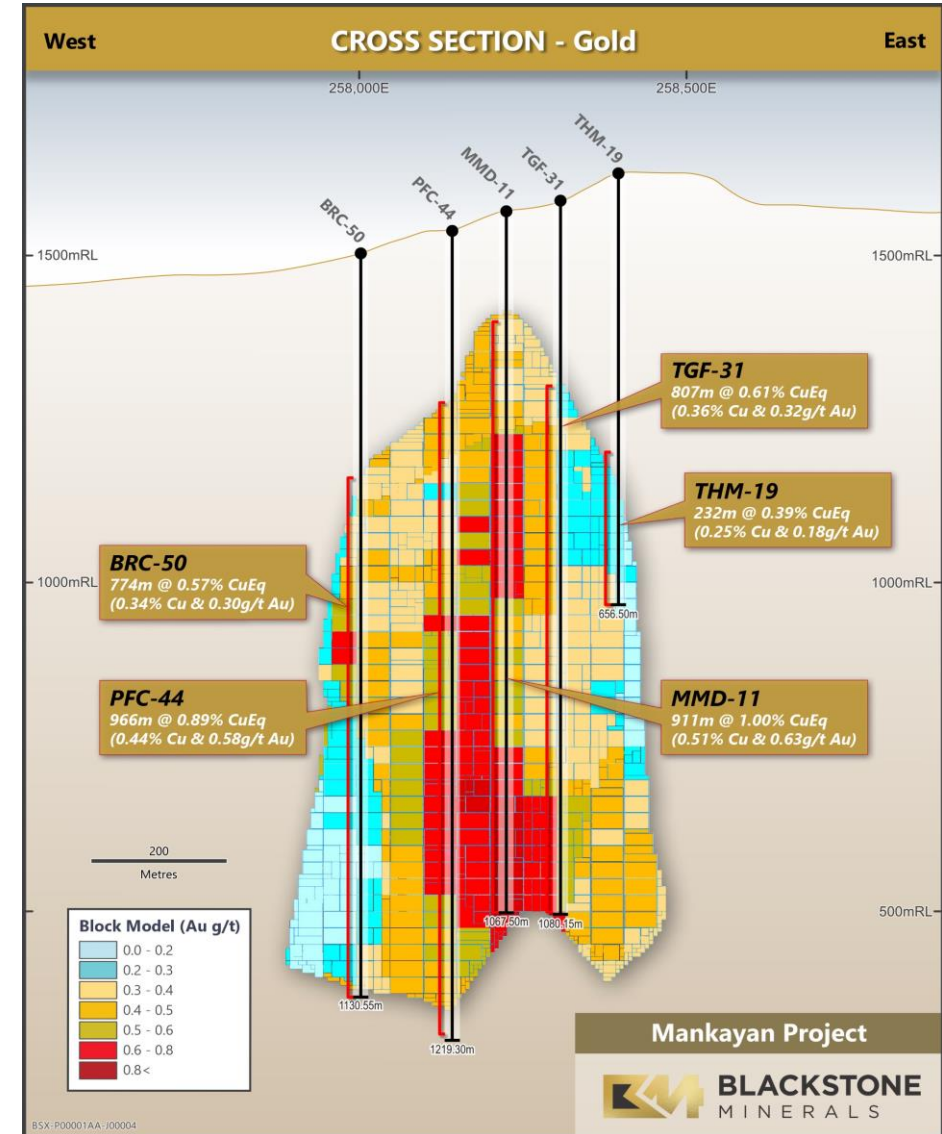 West
CROSS SECTION - Gold
East
258,000E
258,500E
BRC-50
PFC-44
MMD-11
TGF-31
THM-19
1500mRL
1500mRL
TGF-31
807m @ 0.61% CuEq
(0.36% Cu & 0.32g/t Au)
THM-19
232m @ 0.39% CuEq
(0.25% Cu & 0.18g/t Au)
BRC-50
774m @ 0.57% CuEq
(0.34% Cu & 0.30g/t Au)
1000mRL
1000mRL
656.50m
PFC-44
966m @ 0.89% CuEq
(0.44% Cu & 0.58g/t Au)
MMD-11
911m @ 1.00% CuEq
(0.51% Cu & 0.63g/t Au)
200
Metres
500mRL
1067.50m
1080.15m
1130.55m
1219.30m
Block Model (Au g/t)
0.0 - 0.2
0.2 - 0.3
0.3 - 0.4
0.4 - 0.5
0.5 - 0.6
0.6 - 0.8
0.8<
Mankayan Project
BLACKSTONE
MINERALS
BSX-P00001AA-J00004